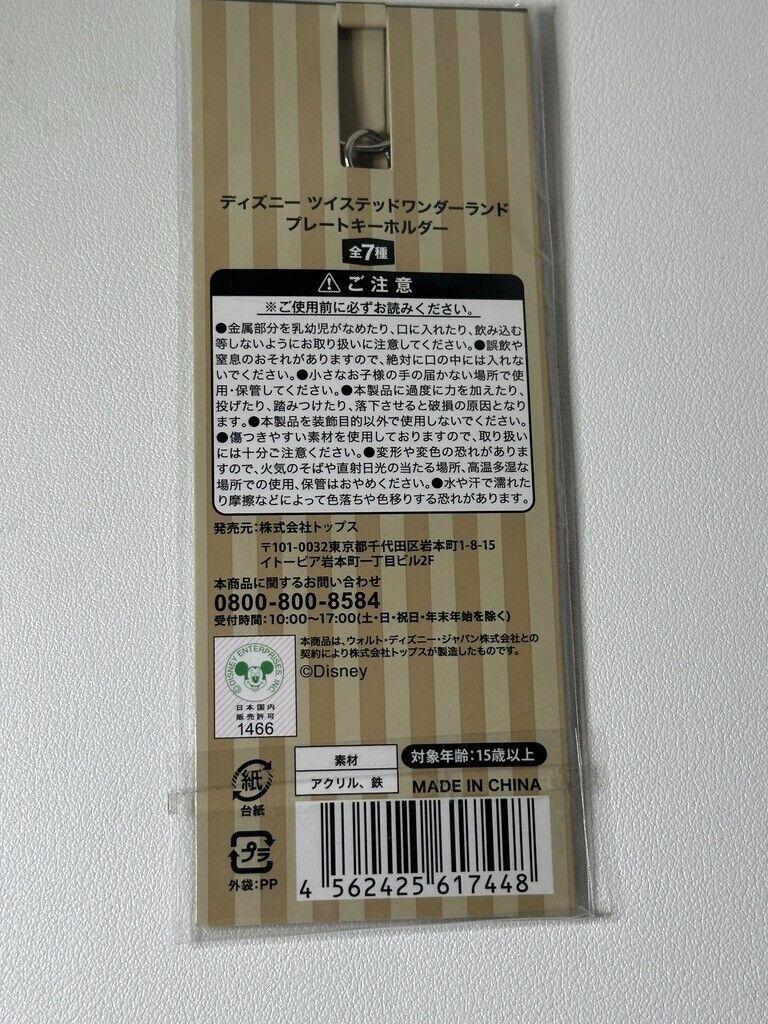 ディズニー ツイステッドワンダーランド
プレートキーホルダー
全7種
ご注意
※ご使用前に必ずお読みください。
●金属部分を乳幼児がなめたり、口に入れたり、飲み込む
等しないようにお取り扱いに注意してください。●誤飲や
窒息のおそれがありますので、絶対に口の中には入れな
いでください。●小さなお子様の手の届かない場所で使
用・保管してください。●本製品に過度に力を加えたり、
投げたり、踏みつけたり、落下させると破損の原因となり
ます。●本製品を装飾目的以外で使用しないでください。
●傷つきやすい素材を使用しておりますので、取り扱い
には十分ご注意ください。●変形や変色の恐れがありま
すので、火気のそばや直射日光の当たる場所、高温多湿な
場所での使用、保管はおやめください。●水や汗で濡れた
り摩擦などによって色落ちや色移りする恐れがあります。
発売元:株式会社トップス
〒101-0032東京都千代田区岩本町1-8-15
イトーピア岩本町一丁目ビル2F
本商品に関するお問い合わせ
0800-800-8584
受付時間:10:00〜17:00(土・日・祝日・年末年始を除く)
本商品は、ウォルト・ディズニー・ジャパン株式会社との
契約により株式会社トップスが製造したものです。
©Disney
©DISNEY ENTERPRISES, INC.
日本国内
販売許可
1466
素材
アクリル、鉄
対象年齢:15歳以上
MADE IN CHINA
紙
台紙
プラ
外袋:PP
4 562425 617448